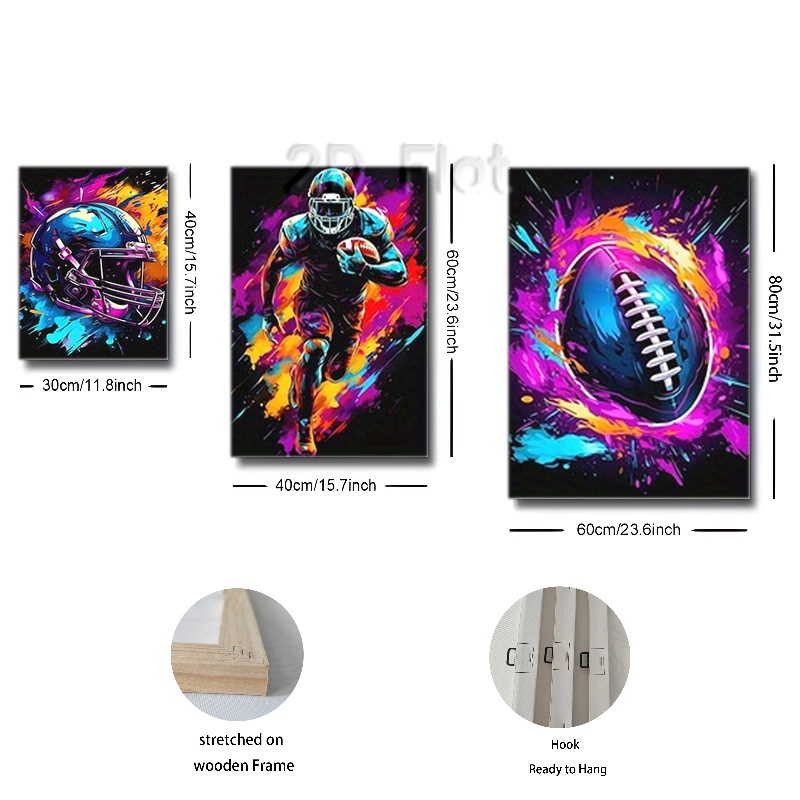 2D Flat
40cm/15.7inch
30cm/11.8inch
60cm/23.6inch
40cm/15.7inch
80cm/31.5inch
60cm/23.6inch
stretched on
wooden Frame
Hook
Ready to Hang